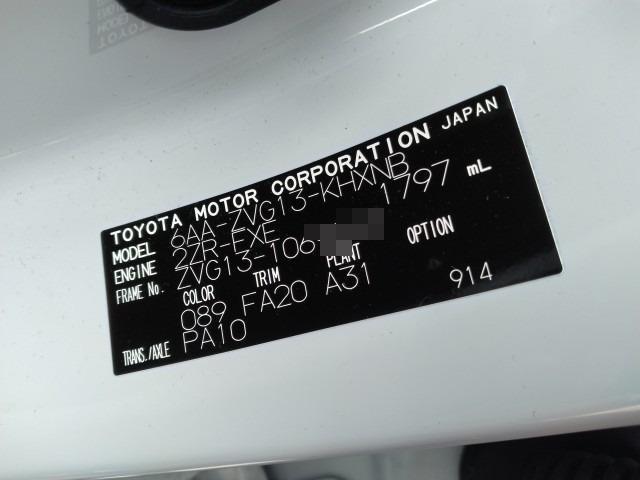 TOYOTA MOTOR CORPORATION JAPAN
MODEL 6AA-ZVG13-KHXNB
ENGINE 2ZR-EXE 1797 mL
FRAME No. ZVG13-106
COLOR TRIM PLANT OPTION
089 FA20 A31 914
TRANS./AXLE PA10